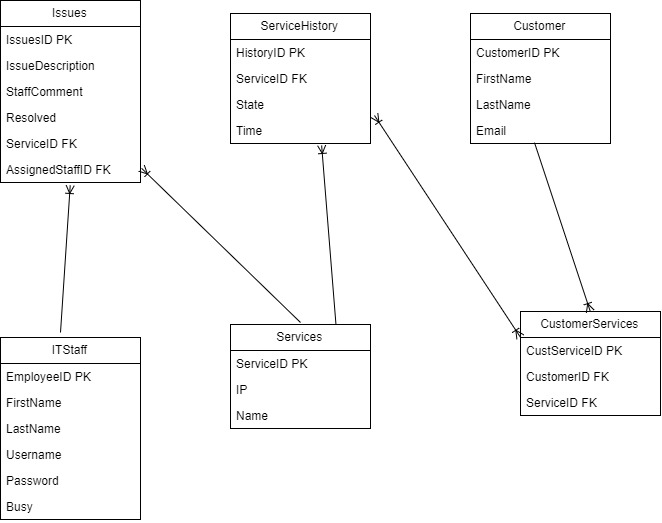 Issues
IssuesID PK
IssueDescription
StaffComment
Resolved
ServiceID FK
AssignedStaffID FK
ServiceHistory
HistoryID PK
ServiceID FK
State
Time
Customer
CustomerID PK
FirstName
LastName
Email
ITStaff
EmployeeID PK
FirstName
LastName
Username
Password
Busy
Services
ServiceID PK
IP
Name
CustomerServices
CustServiceID PK
CustomerID FK
ServiceID FK